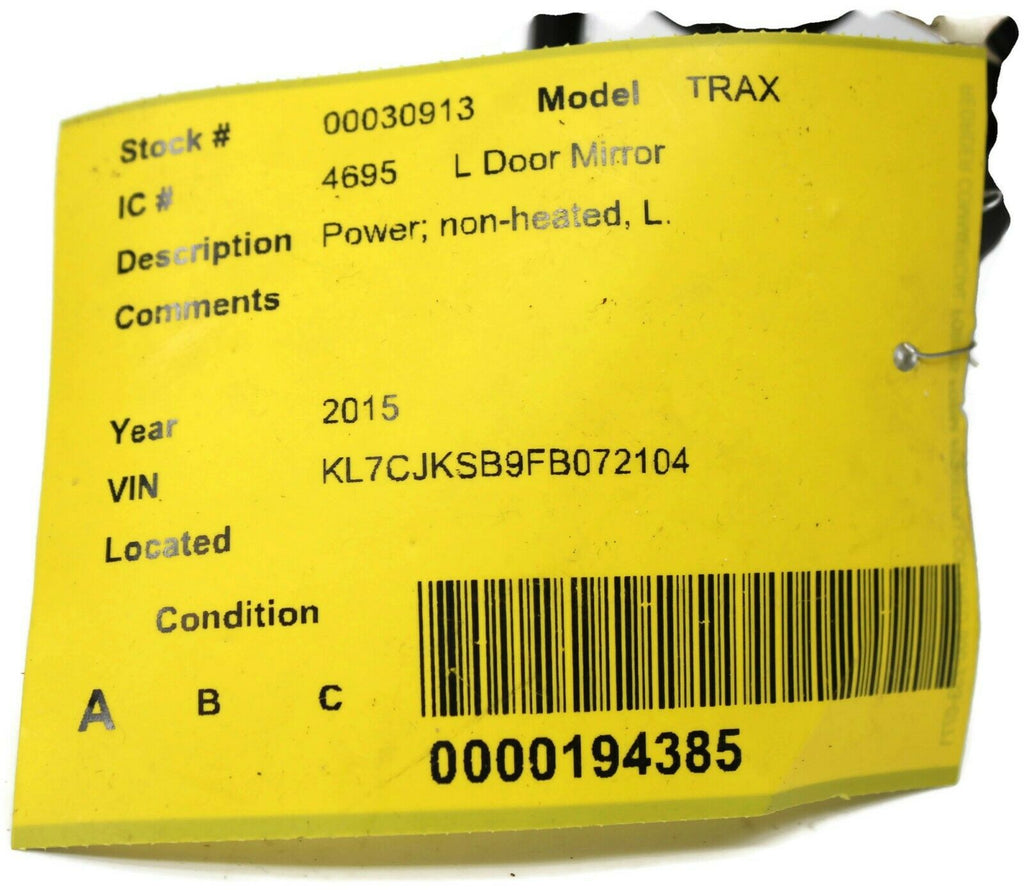 Stock # 00030913 Model TRAX
IC # 4695 L Door Mirror
Description Power; non-heated, L.
Comments
Year 2015
VIN KL7CJKSB9FB072104
Located
Condition
A B C
0000194385